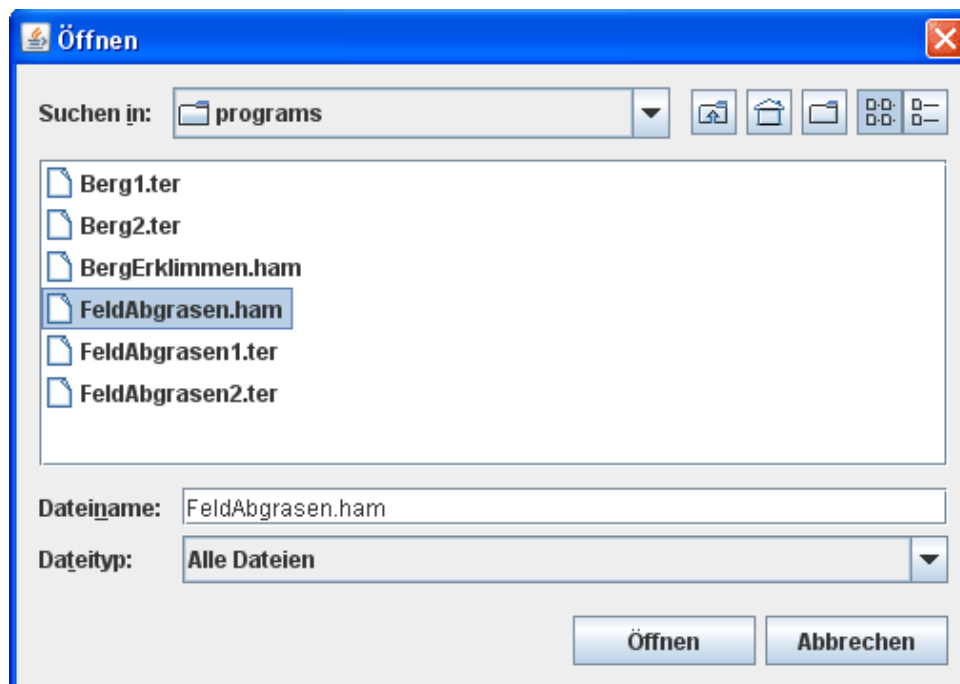 Öffnen
Suchen in: programs
Berg1.ter
Berg2.ter
BergErklimmen.ham
FeldAbgrasen.ham
FeldAbgrasen1.ter
FeldAbgrasen2.ter
Dateiname: FeldAbgrasen.ham
Dateityp: Alle Dateien
Öffnen Abbrechen